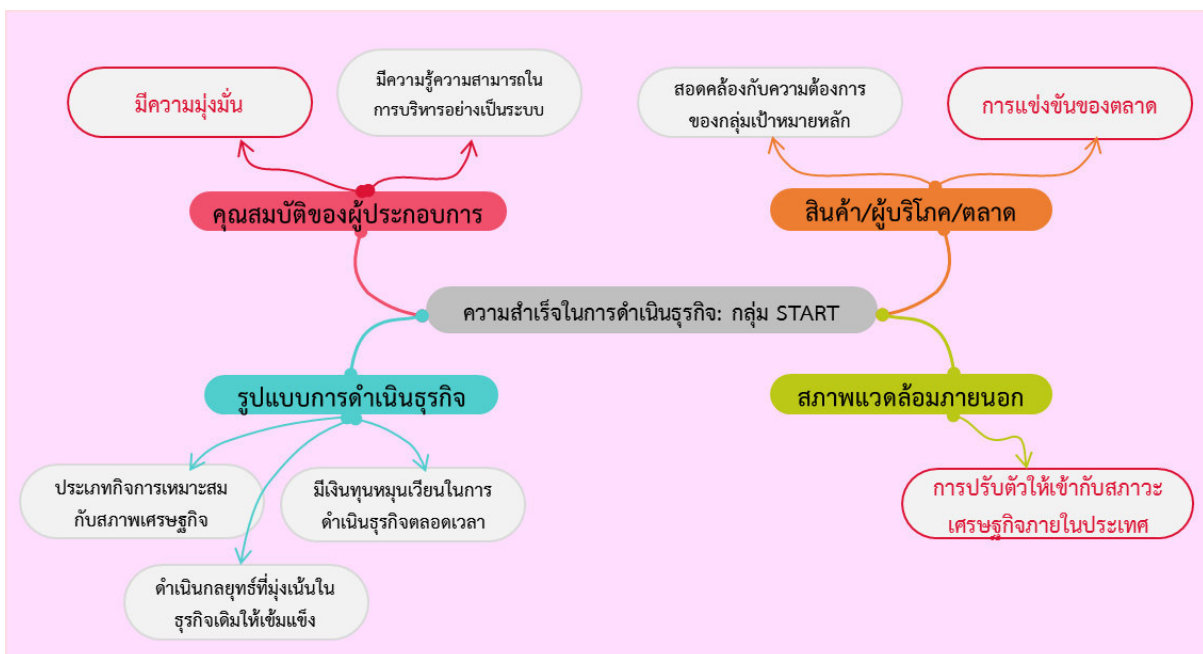 มีความมุ่งมั่น
มีความรู้ความสามารถใน
การบริหารอย่างเป็นระบบ
สอดคล้องกับความต้องการ
ของกลุ่มเป้าหมายหลัก
การแข่งขันของตลาด
คุณสมบัติของผู้ประกอบการ
สินค้า/ผู้บริโภค/ตลาด
ความสำเร็จในการดำเนินธุรกิจ: กลุ่ม START
รูปแบบการดำเนินธุรกิจ
สภาพแวดล้อมภายนอก
ประเภทกิจการเหมาะสม
กับสภาพเศรษฐกิจ
มีเงินทุนหมุนเวียนในการ
ดำเนินธุรกิจตลอดเวลา
การปรับตัวให้เข้ากับสภาวะ
เศรษฐกิจภายในประเทศ
ดำเนินกลยุทธ์ที่มุ่งเน้นใน
ธุรกิจเดิมให้เข้มแข็ง